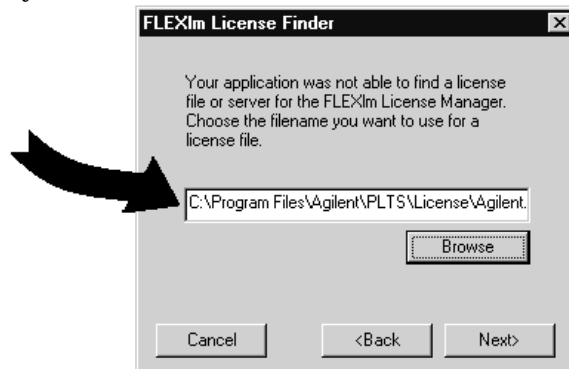 FLEXlm License Finder
Your application was not able to find a license
file or server for the FLEXlm License Manager.
Choose the filename you want to use for a
license file.
C:\Program Files\Agilent\PLTS\License\Agilent.
Browse
Cancel
<Back
Next>